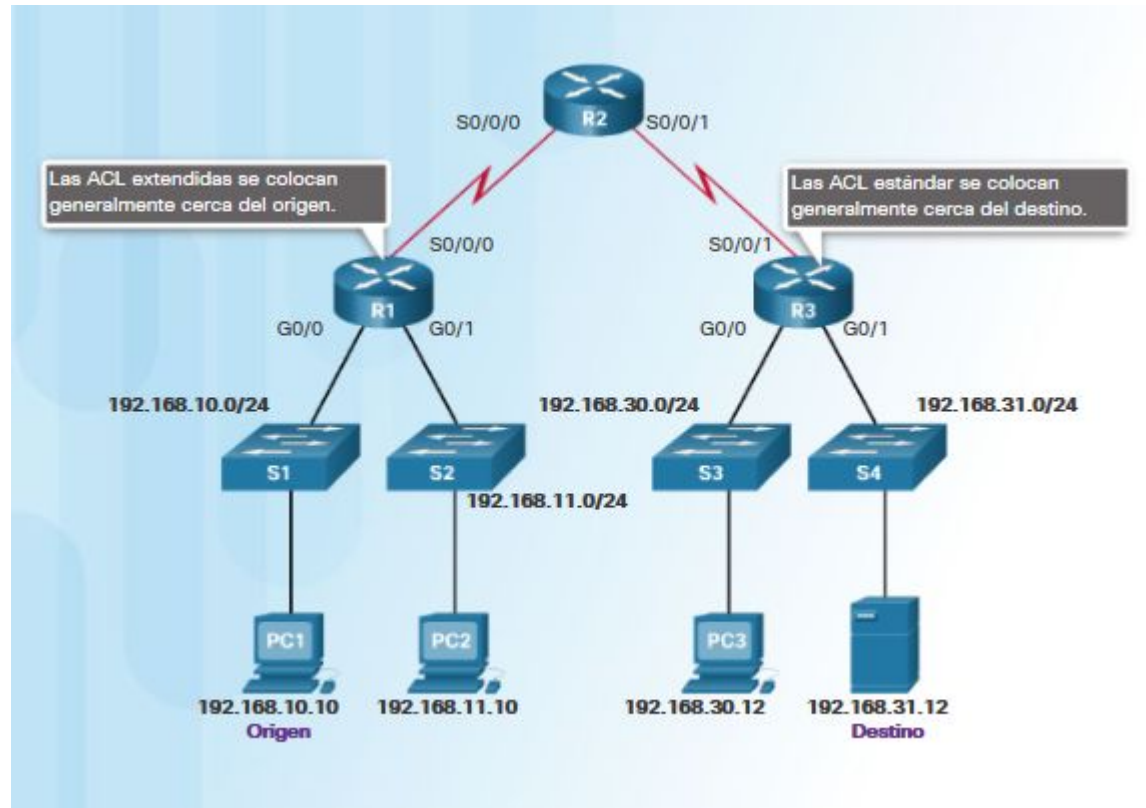 R2
S0/0/0
S0/0/1
Las ACL extendidas se colocan
generalmente cerca del origen.
Las ACL estándar se colocan
generalmente cerca del destino.
S0/0/0
S0/0/1
R1
R3
G0/0
G0/1
G0/0
G0/1
192.168.10.0/24
192.168.30.0/24
192.168.31.0/24
S1
S2
S3
S4
192.168.11.0/24
PC1
PC2
PC3
192.168.10.10
192.168.11.10
192.168.30.12
192.168.31.12
Origen
Destino